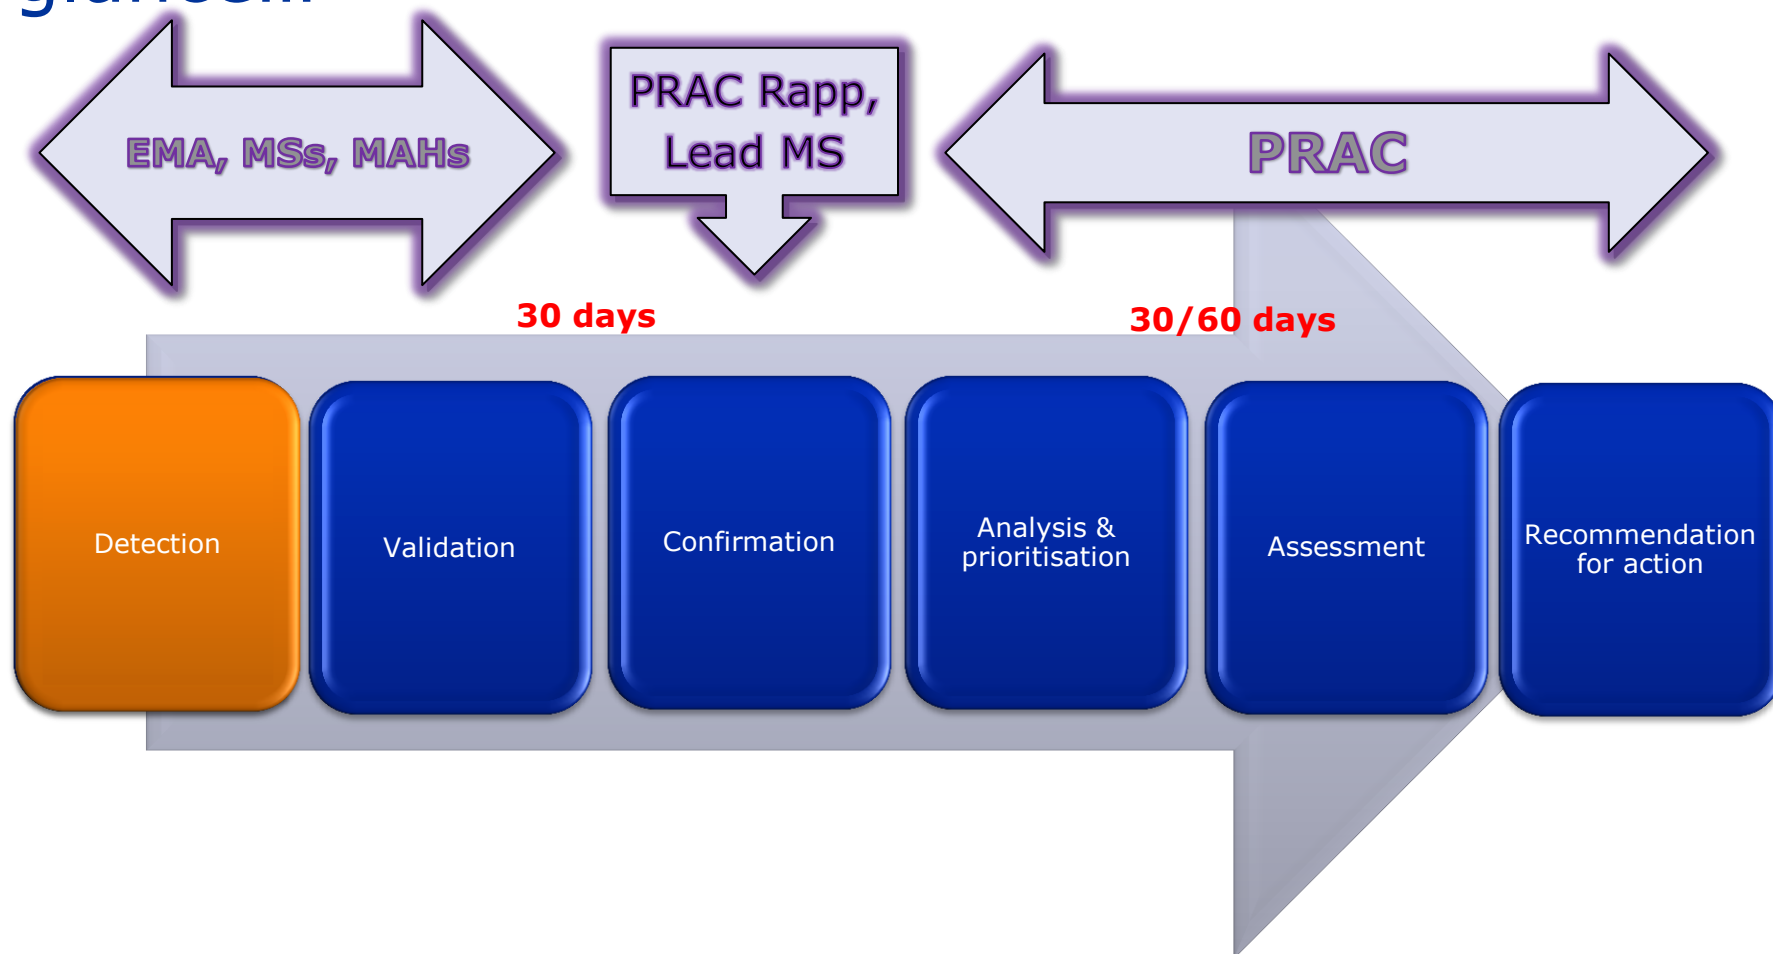 EMA, MSs, MAHs
PRAC Rapp,
Lead MS
PRAC
30 days
30/60 days
Detection
Validation
Confirmation
Analysis &
prioritisation
Assessment
Recommendation
for action